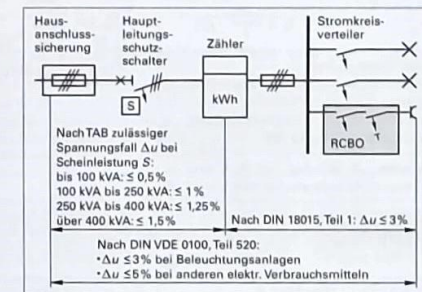 Haus-
anschluss-
sicherung
Haupt-
leitungs-
schutz-
schalter
Zähler
Stromkreis-
verteiler
S
kWh
RCBO
Nach TAB zulässiger
Spannungsfall Δu bei
Scheinleistung S:
bis 100 kVA: ≤ 0,5%
100 kVA bis 250 kVA: ≤ 1%
250 kVA bis 400 kVA: ≤ 1,25%
über 400 kVA: ≤ 1,5%
Nach DIN 18015, Teil 1: Δu ≤ 3%
Nach DIN VDE 0100, Teil 520:
•Δu ≤ 3% bei Beleuchtungsanlagen
•Δu ≤ 5% bei anderen elektr. Verbrauchsmitteln